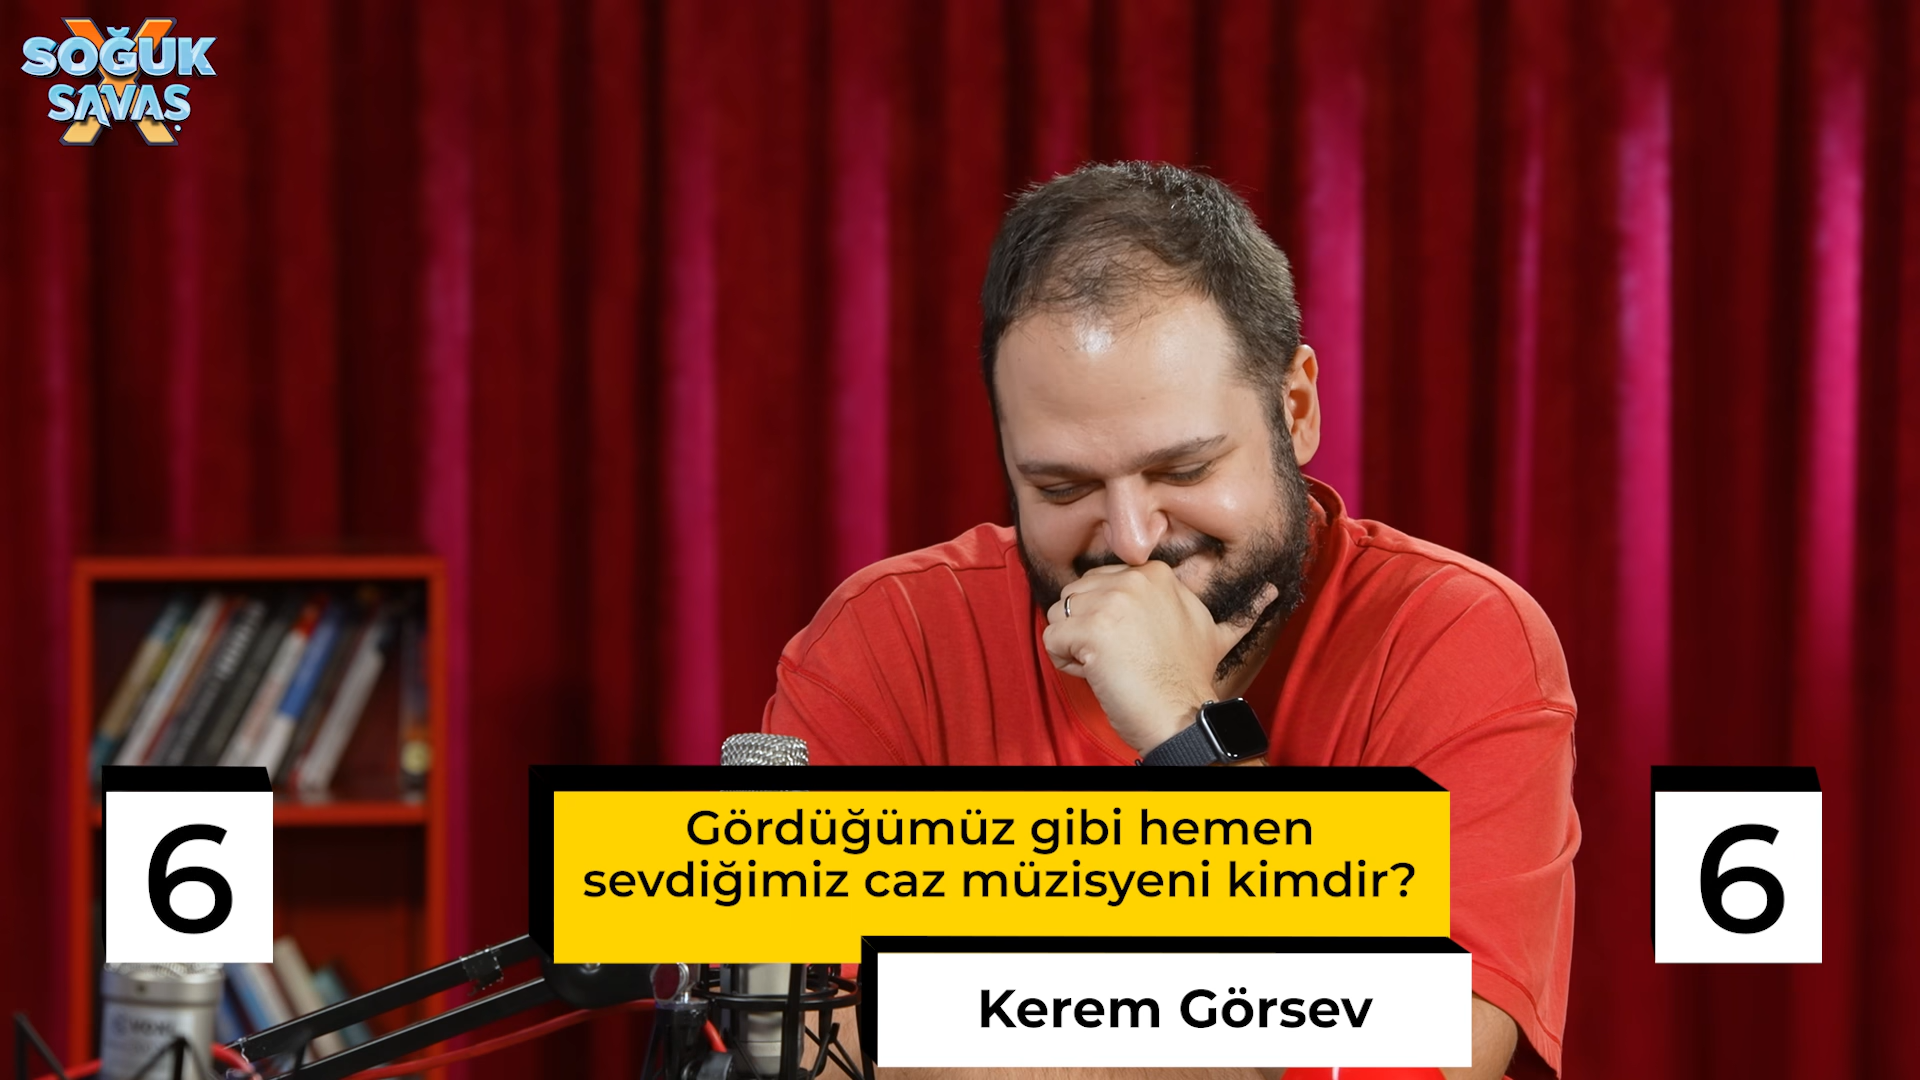 SOĞUK
SAVAŞ
6
Gördüğümüz gibi hemen
sevdiğimiz caz müzisyeni kimdir?
6
Kerem Görsev